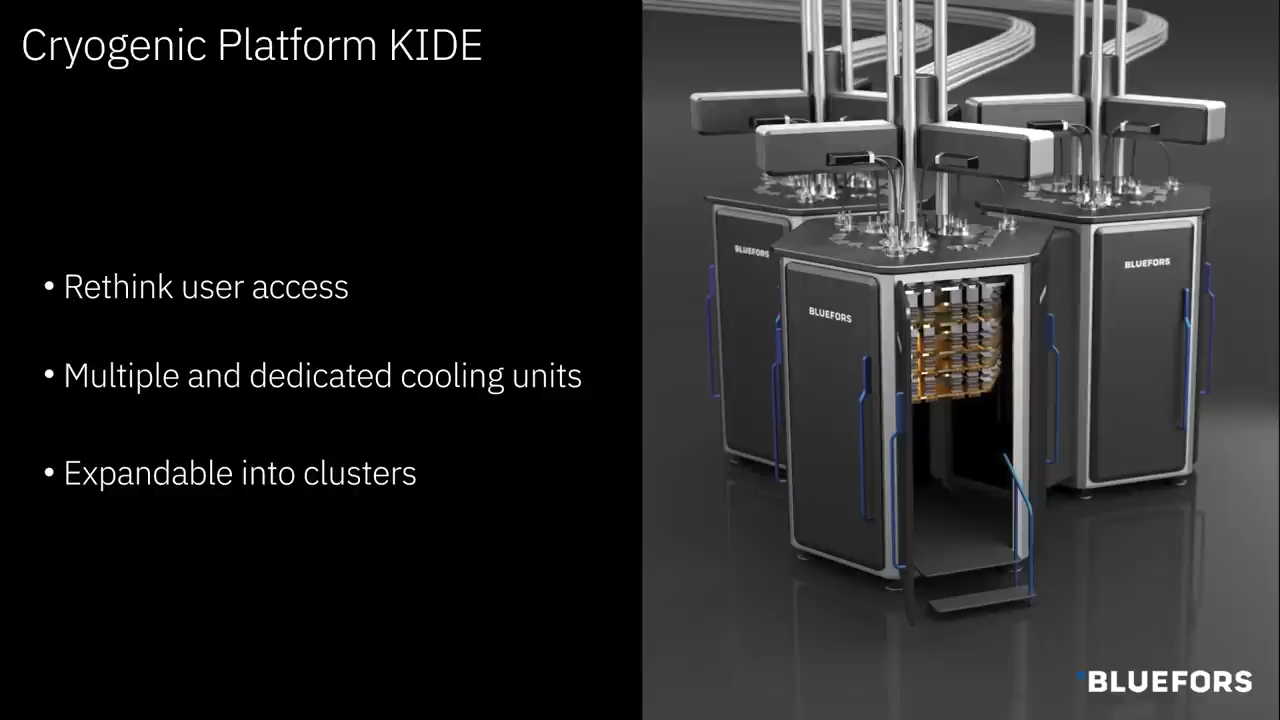 Cryogenic Platform KIDE
• Rethink user access
• Multiple and dedicated cooling units
• Expandable into clusters
BLUEFORS
BLUEFORS
BLUEFORS
BLUEFORS